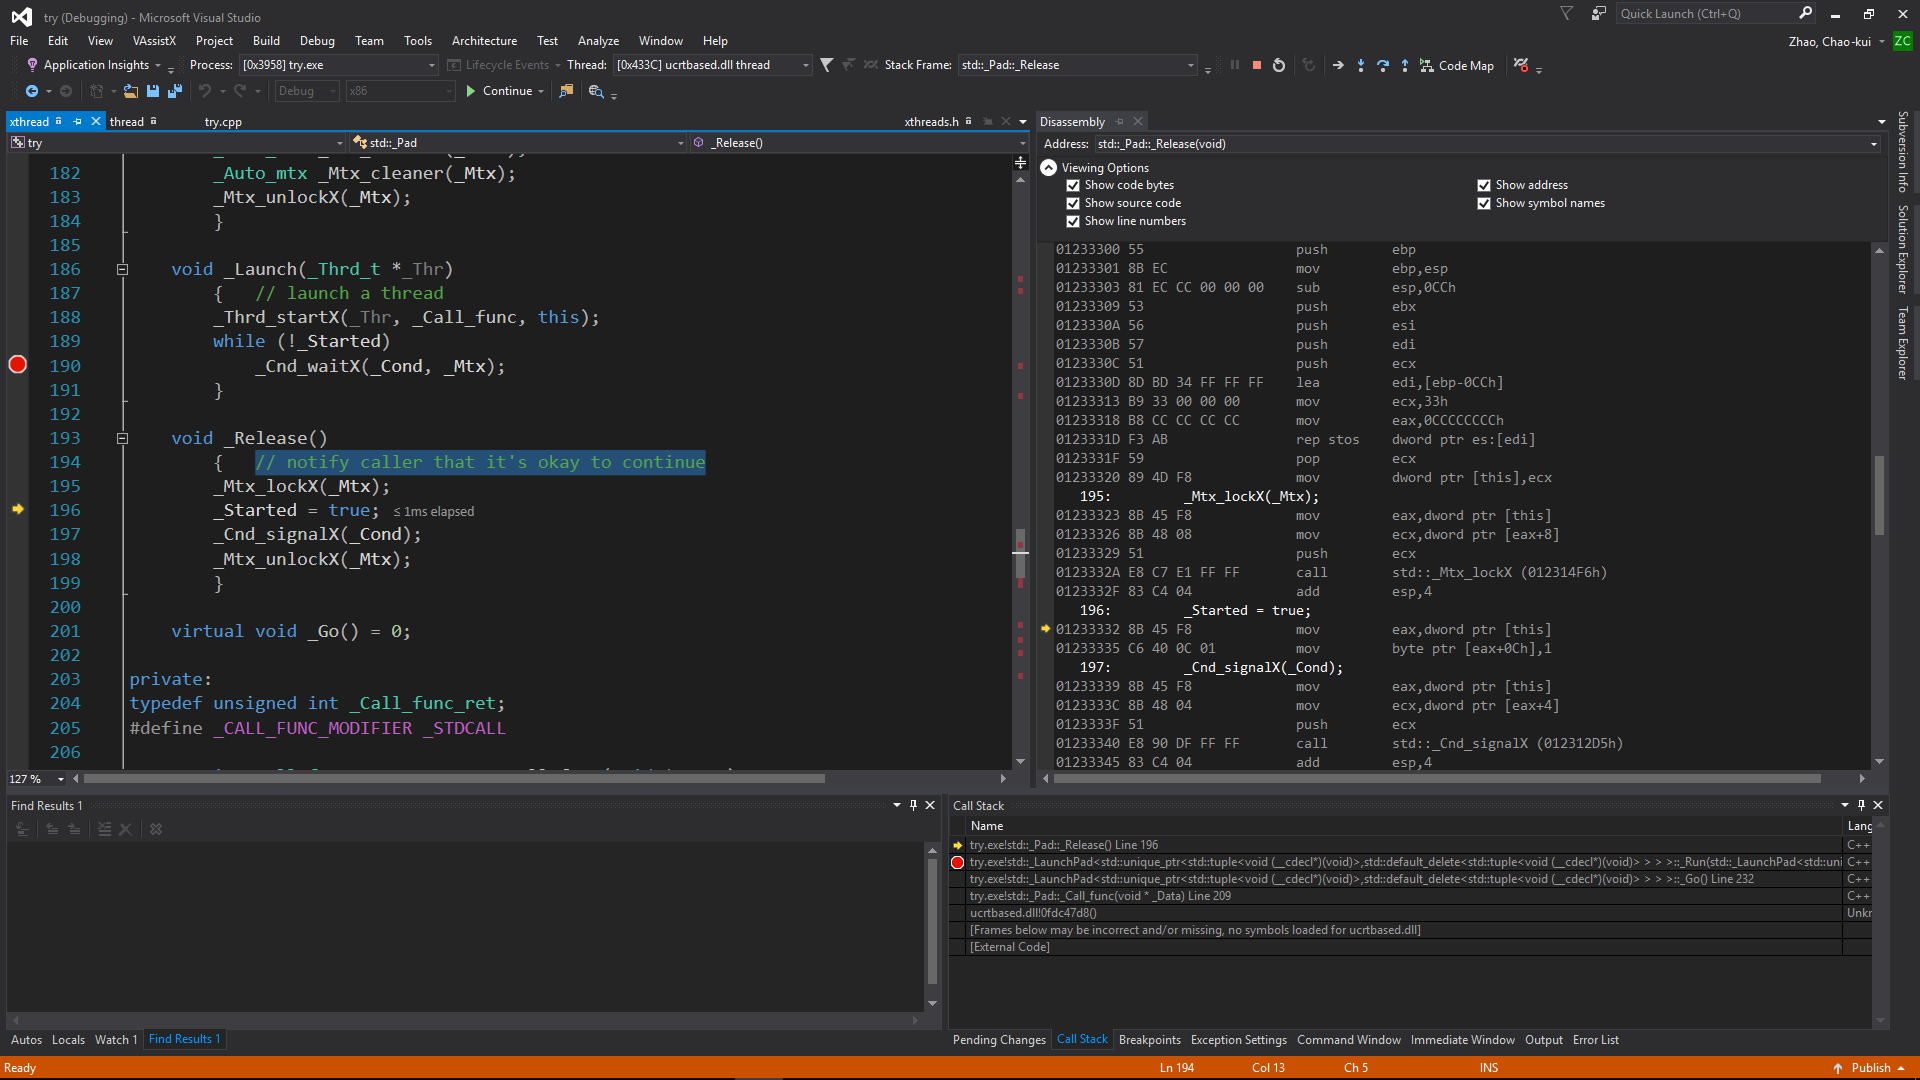 try (Debugging) - Microsoft Visual Studio
Quick Launch (Ctrl+Q)
File Edit View VAssistX Project Build Debug Team Tools Architecture Test Analyze Window Help
Zhao, Chao-kui ZC
Application Insights Process: [0x3958] try.exe Lifecycle Events Thread: [0x433C] ucrtbased.dll thread Stack Frame: std::_Pad::_Release Code Map
Debug x86 Continue
xthread thread try.cpp xthreads.h
try std::_Pad _Release()
182 _Auto_mtx _Mtx_cleaner(_Mtx);
183 _Mtx_unlockX(_Mtx);
184 }
185
186 void _Launch(_Thrd_t *_Thr)
187 { // launch a thread
188 _Thrd_startX(_Thr, _Call_func, this);
189 while (!_Started)
190 _Cnd_waitX(_Cond, _Mtx);
191 }
192
193 void _Release()
194 { // notify caller that it's okay to continue
195 _Mtx_lockX(_Mtx);
196 _Started = true; ≤1ms elapsed
197 _Cnd_signalX(_Cond);
198 _Mtx_unlockX(_Mtx);
199 }
200
201 virtual void _Go() = 0;
202
203 private:
204 typedef unsigned int _Call_func_ret;
205 #define _CALL_FUNC_MODIFIER _STDCALL
206
127 %
Disassembly
Address: std::_Pad::_Release(void)
Viewing Options
Show code bytes Show address
Show source code Show symbol names
Show line numbers
01233300 55 push ebp
01233301 8B EC mov ebp,esp
01233303 81 EC CC 00 00 00 sub esp,0CCh
01233309 53 push ebx
0123330A 56 push esi
0123330B 57 push edi
0123330C 51 push ecx
0123330D 8D BD 34 FF FF FF lea edi,[ebp-0CCh]
01233313 B9 33 00 00 00 mov ecx,33h
01233318 B8 CC CC CC CC mov eax,0CCCCCCCCh
0123331D F3 AB rep stos dword ptr es:[edi]
0123331F 59 pop ecx
01233320 89 4D F8 mov dword ptr [this],ecx
195: _Mtx_lockX(_Mtx);
01233323 8B 45 F8 mov eax,dword ptr [this]
01233326 8B 48 08 mov ecx,dword ptr [eax+8]
01233329 51 push ecx
0123332A E8 C7 E1 FF FF call std::_Mtx_lockX (012314F6h)
0123332F 83 C4 04 add esp,4
196: _Started = true;
01233332 8B 45 F8 mov eax,dword ptr [this]
01233335 C6 40 0C 01 mov byte ptr [eax+0Ch],1
197: _Cnd_signalX(_Cond);
01233339 8B 45 F8 mov eax,dword ptr [this]
0123333C 8B 48 04 mov ecx,dword ptr [eax+4]
0123333F 51 push ecx
01233340 E8 90 DF FF FF call std::_Cnd_signalX (012312D5h)
01233345 83 C4 04 add esp,4
Subversion Info
Solution Explorer
Team Explorer
Find Results 1
Autos Locals Watch 1 Find Results 1
Call Stack
Name Lang
try.exe!std::_Pad::_Release() Line 196 C++
try.exe!std::_LaunchPad<std::unique_ptr<std::tuple<void (__cdecl*)(void)>,std::default_delete<std::tuple<void (__cdecl*)(void)> > > >::_Run(std::_LaunchPad<std::uni C++
try.exe!std::_LaunchPad<std::unique_ptr<std::tuple<void (__cdecl*)(void)>,std::default_delete<std::tuple<void (__cdecl*)(void)> > > >::_Go() Line 232 C++
try.exe!std::_Pad::_Call_func(void * _Data) Line 209 C++
ucrtbased.dll!0fdc47d8() Unkr
[Frames below may be incorrect and/or missing, no symbols loaded for ucrtbased.dll]
[External Code]
Pending Changes Call Stack Breakpoints Exception Settings Command Window Immediate Window Output Error List
Ready Ln 194 Col 13 Ch 5 INS Publish